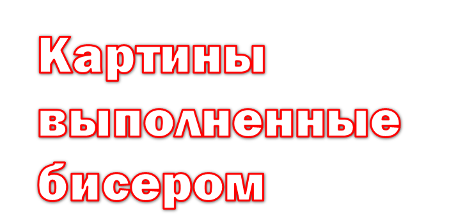 Картины
выполненные
бисером